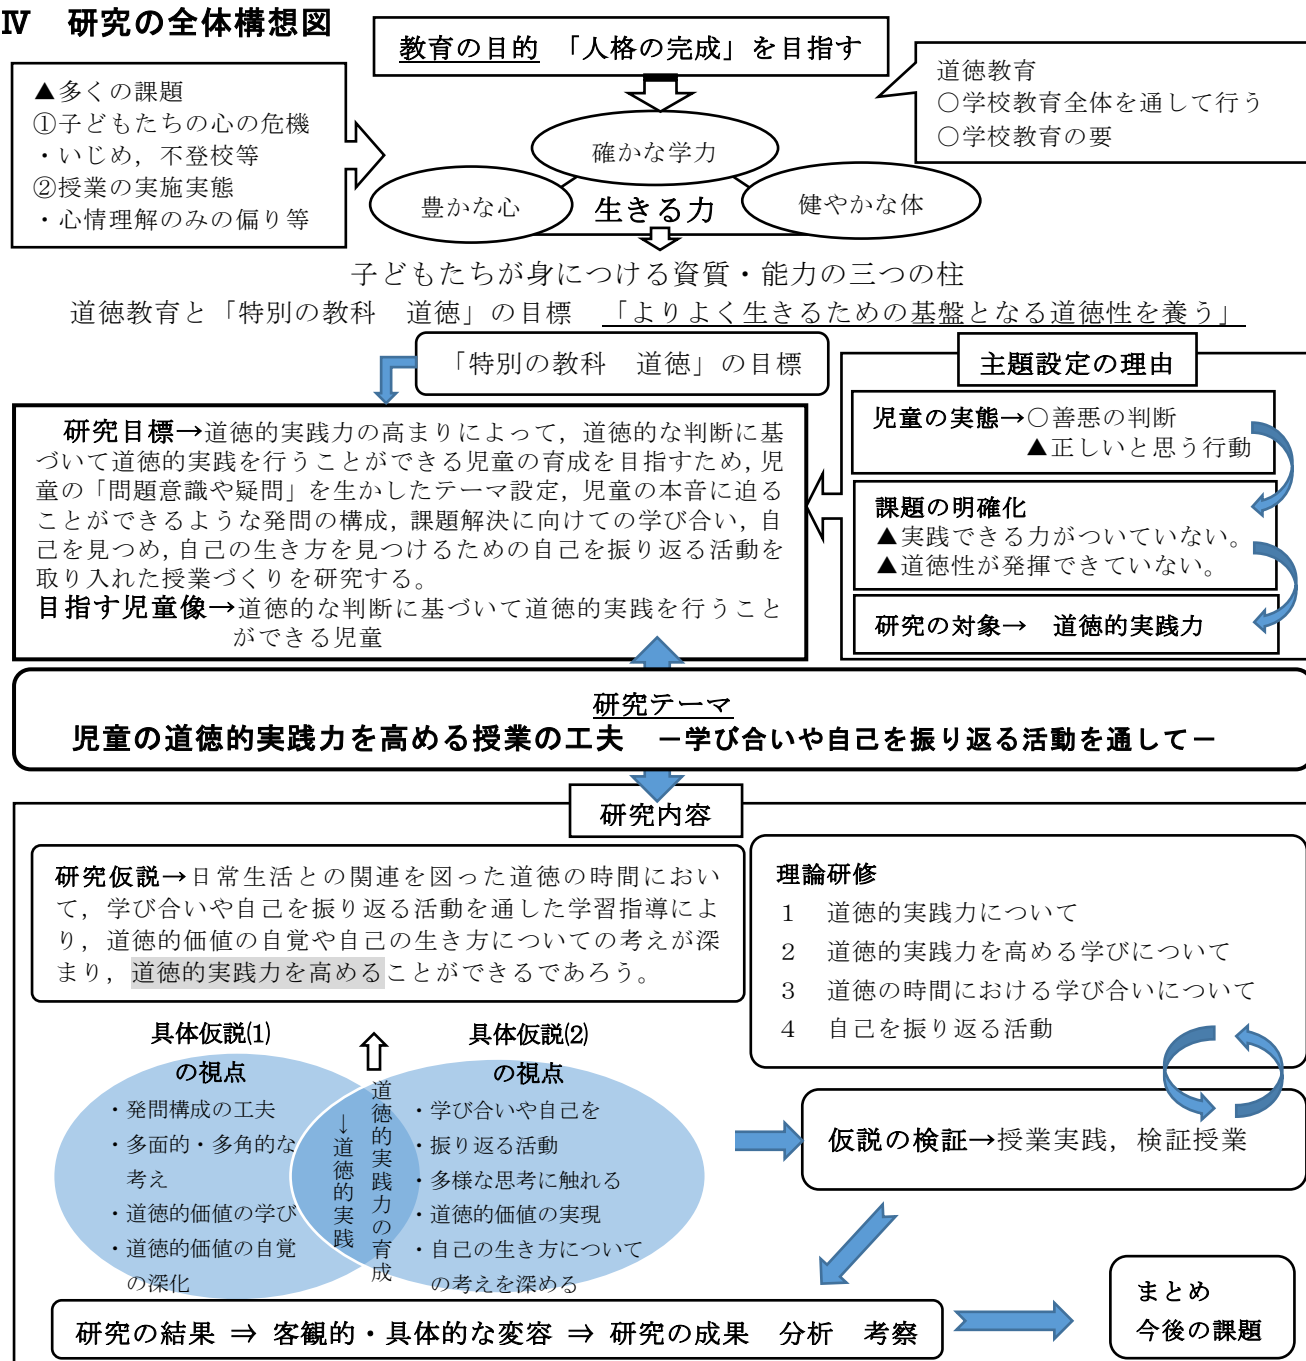 Ⅳ　研究の全体構想図
教育の目的　「人格の完成」を目指す
▲多くの課題
①子どもたちの心の危機
・いじめ，不登校等
②授業の実施実態
・心情理解のみの偏り等
道徳教育
○学校教育全体を通して行う
○学校教育の要
確かな学力
豊かな心
生きる力
健やかな体
子どもたちが身につける資質・能力の三つの柱
道徳教育と「特別の教科　道徳」の目標　「よりよく生きるための基盤となる道徳性を養う」
「特別の教科　道徳」の目標
主題設定の理由
研究目標→道徳的実践力の高まりによって，道徳的な判断に基
づいて道徳的実践を行うことができる児童の育成を目指すため，児
童の「問題意識や疑問」を生かしたテーマ設定，児童の本音に迫る
ことができるような発問の構成，課題解決に向けての学び合い，自
己を見つめ，自己の生き方を見つけるための自己を振り返る活動を
取り入れた授業づくりを研究する。
目指す児童像→道徳的な判断に基づいて道徳的実践を行うこと
ができる児童
児童の実態→○善悪の判断
▲正しいと思う行動
課題の明確化
▲実践できる力がついていない。
▲道徳性が発揮できていない。
研究の対象→　道徳的実践力
研究テーマ
児童の道徳的実践力を高める授業の工夫　－学び合いや自己を振り返る活動を通して－
研究内容
研究仮説→日常生活との関連を図った道徳の時間におい
て，学び合いや自己を振り返る活動を通した学習指導によ
り，道徳的価値の自覚や自己の生き方についての考えが深
まり，道徳的実践力を高めることができるであろう。
理論研修
１　道徳的実践力について
２　道徳的実践力を高める学びについて
３　道徳の時間における学び合いについて
４　自己を振り返る活動
具体仮説⑴
の視点
・発問構成の工夫
・多面的・多角的な
考え
・道徳的価値の学び
・道徳的価値の自覚
の深化
道徳的実践力の育成
→道徳的実践
具体仮説⑵
の視点
・学び合いや自己を
・振り返る活動
・多様な思考に触れる
・道徳的価値の実現
・自己の生き方について
の考えを深める
仮説の検証→授業実践，検証授業
研究の結果 ⇒ 客観的・具体的な変容 ⇒ 研究の成果　分析　考察
まとめ
今後の課題